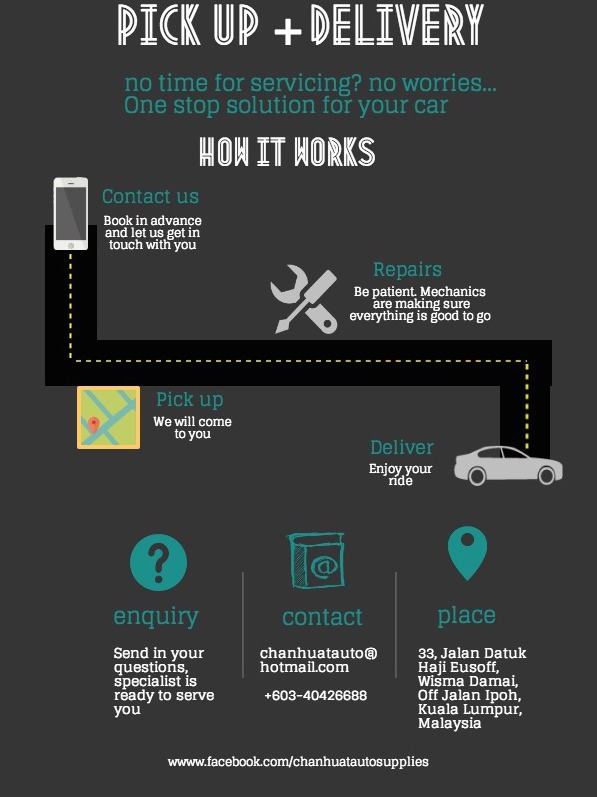 PICK UP + DELIVERY
no time for servicing? no worries...
One stop solution for your car
HOW IT WORKS
Contact us
Book in advance
and let us get in
touch with you
Repairs
Be patient. Mechanics
are making sure
everything is good to go
Pick up
We will come
to you
Deliver
Enjoy your
ride
enquiry
Send in your
questions,
specialist is
ready to serve
you
@
contact
chanhuatauto@
hotmail.com
+603-40426688
place
33, Jalan Datuk
Haji Eusoff,
Wisma Damai,
Off Jalan Ipoh,
Kuala Lumpur,
Malaysia
www.facebook.com/chanhuatautosupplies